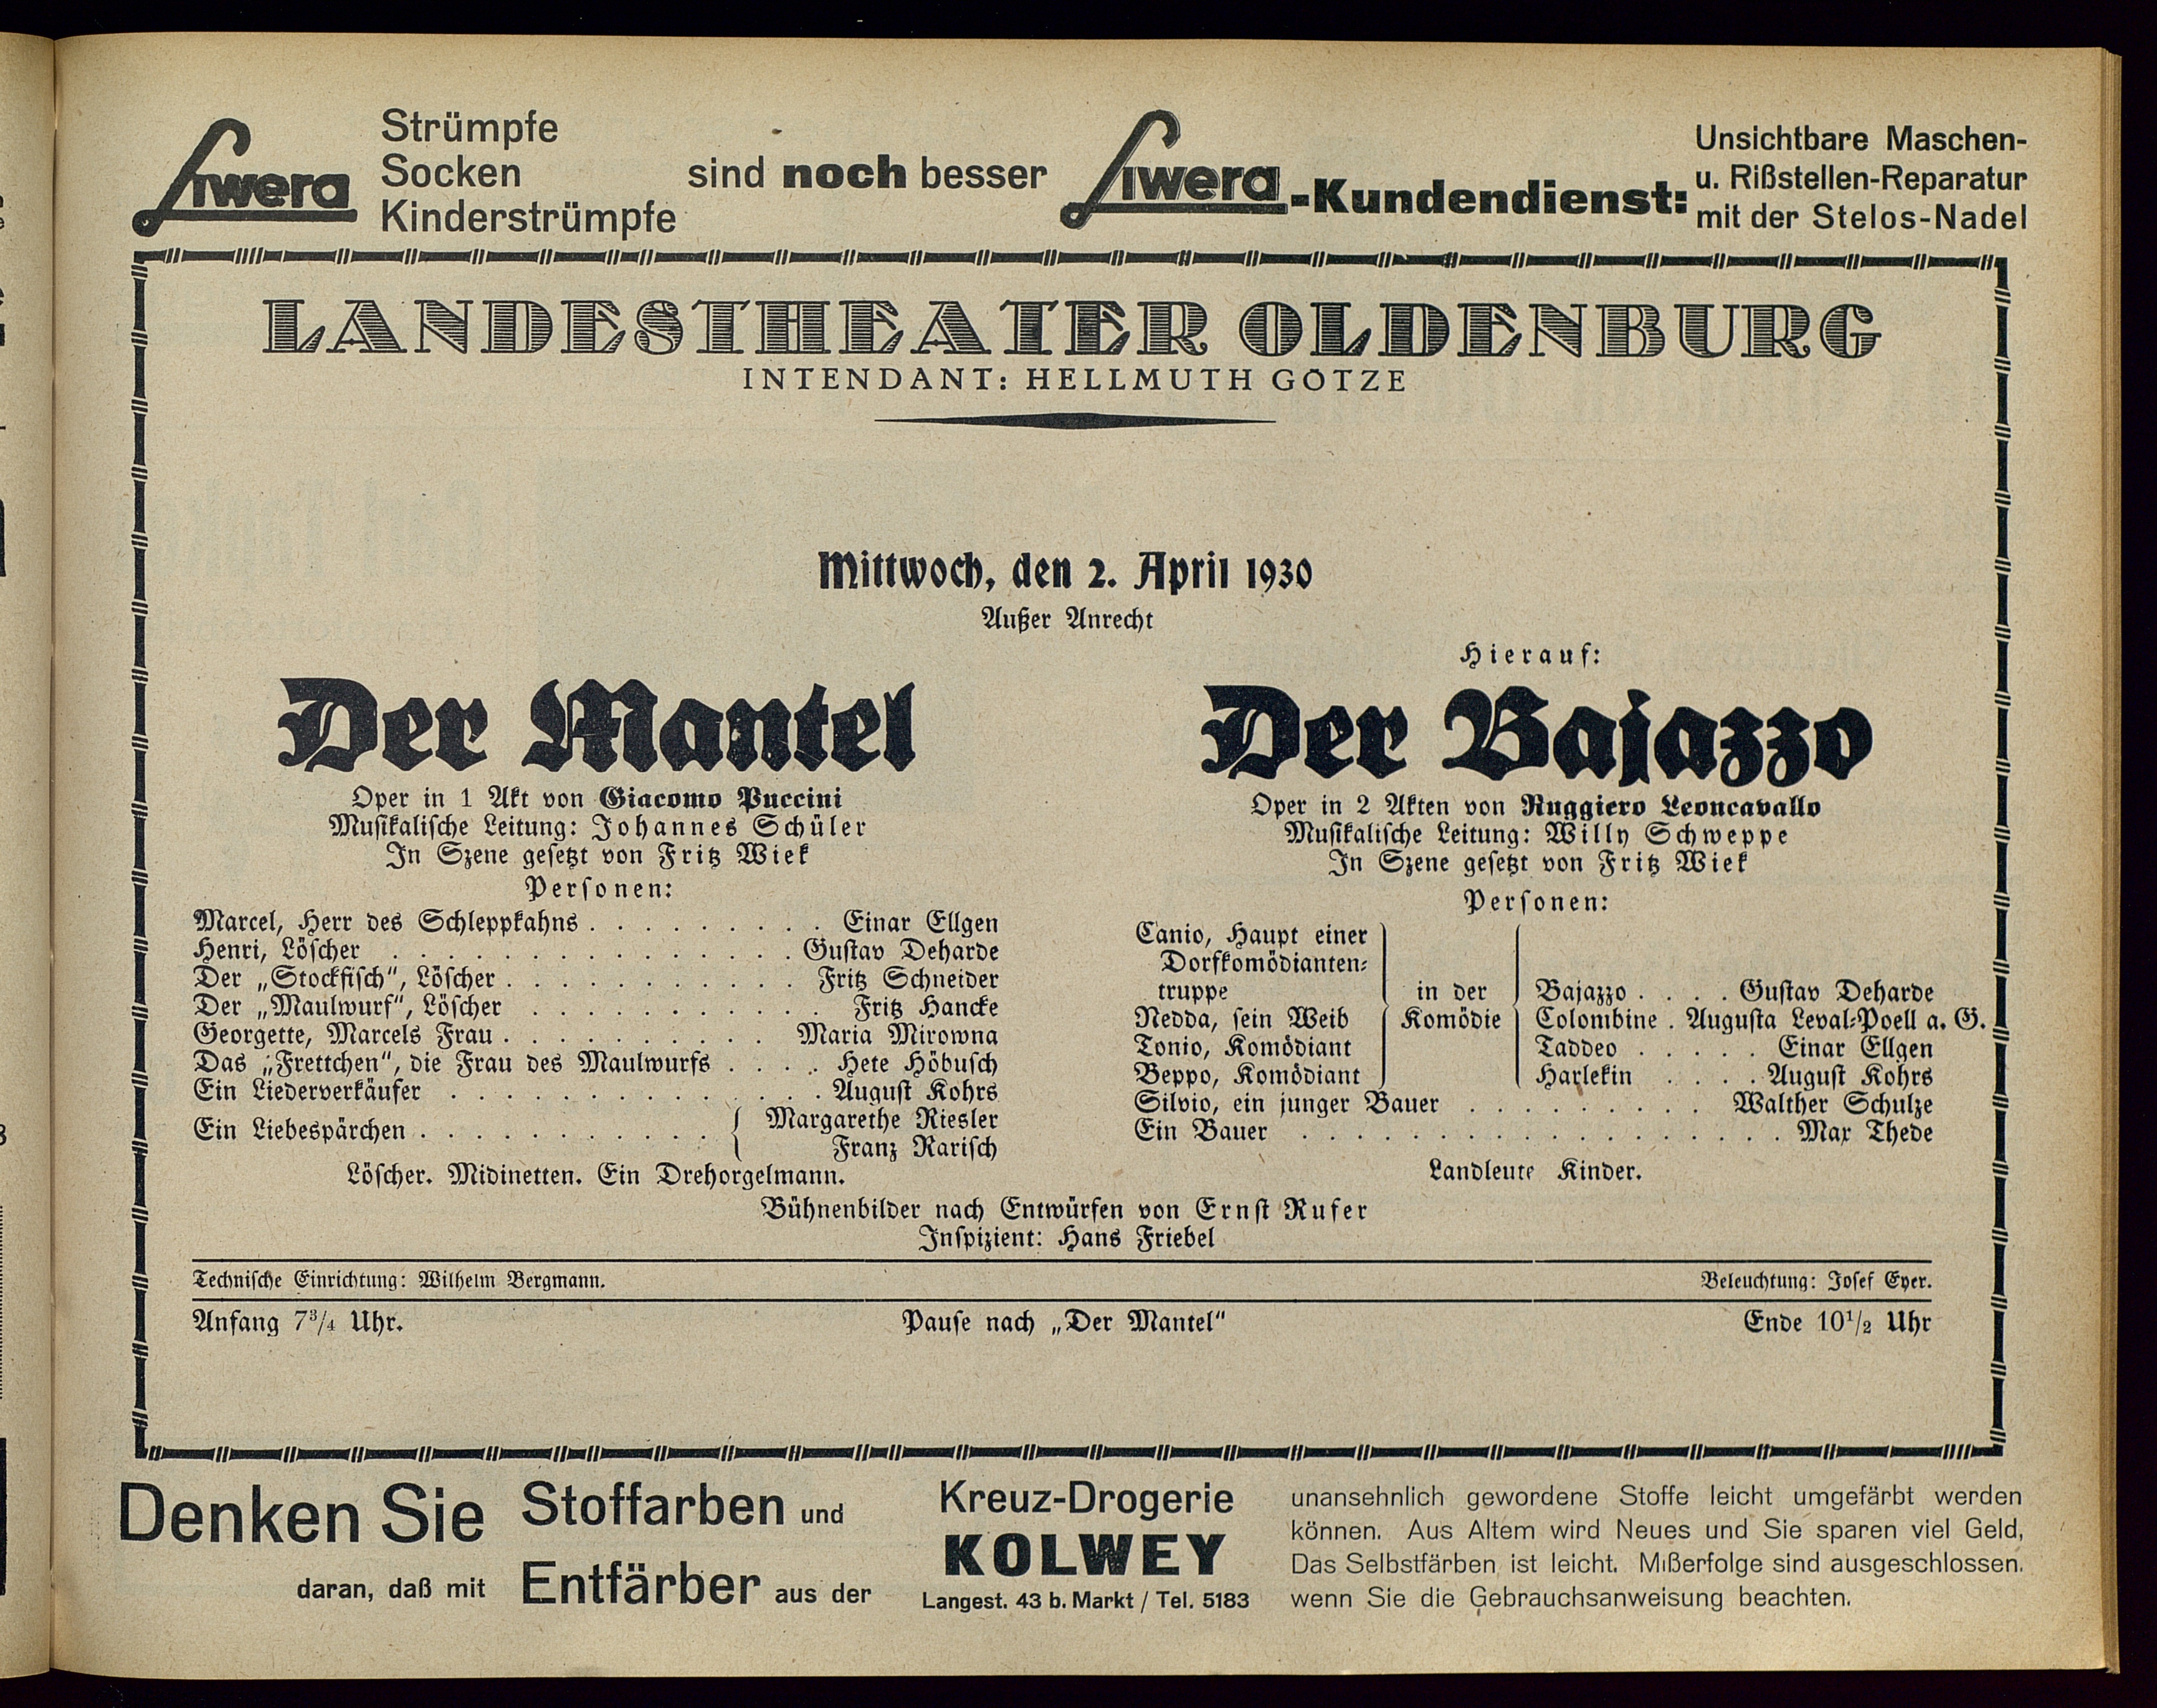 Siwera
Strümpfe
Socken
Kinderstrümpfe
sind noch besser
Siwera-Kundendienst:
Unsichtbare Maschen-
u. Rißstellen-Reparatur
mit der Stelos-Nadel
LANDESTHEATER OLDENBURG
INTENDANT: HELLMUTH GÖTZE
Mittwoch, den 2. April 1930
Außer Anrecht
Der Mantel
Oper in 1 Akt von Giacomo Puccini
Musikalische Leitung: Johannes Schüler
In Szene gesetzt von Fritz Wiek
Personen:
Marcel, Herr des Schleppkahns . . . . . . . . . Einar Ellgen
Henri, Löscher . . . . . . . . . . . . . . . Gustav Deharde
Der „Stockfisch“, Löscher . . . . . . . . . . . Fritz Schneider
Der „Maulwurf“, Löscher . . . . . . . . . . . Fritz Hancke
Georgette, Marcels Frau . . . . . . . . . . Maria Mirowna
Das „Frettchen“, die Frau des Maulwurfs . . . . Hete Höbusch
Ein Liederverkäufer . . . . . . . . . . . . . . August Kohrs
Ein Liebespärchen . . . . . . . . . . . { Margarethe Riesler
Franz Rarisch
Löscher. Midinetten. Ein Drehorgelmann.
Hierauf:
Der Bajazzo
Oper in 2 Akten von Ruggiero Leoncavallo
Musikalische Leitung: Willy Schweppe
In Szene gesetzt von Fritz Wiek
Personen:
Canio, Haupt einer
Dorfkomödianten-
truppe } in der { Bajazzo . . . . Gustav Deharde
Nedda, sein Weib } Komödie { Colombine . Augusta Leval-Poell a. G.
Tonio, Komödiant Taddeo . . . . . Einar Ellgen
Beppo, Komödiant Harlekin . . . . August Kohrs
Silvio, ein junger Bauer . . . . . . . . . Walther Schulze
Ein Bauer . . . . . . . . . . . . . . . . . . Max Thede
Landleute Kinder.
Bühnenbilder nach Entwürfen von Ernst Rufer
Inspizient: Hans Friebel
Technische Einrichtung: Wilhelm Bergmann. Beleuchtung: Josef Eyer.
Anfang 7³/₄ Uhr. Pause nach „Der Mantel“ Ende 10¹/₂ Uhr
Denken Sie
daran, daß mit
Stoffarben und
Entfärber aus der
Kreuz-Drogerie
KOLWEY
Langest. 43 b. Markt / Tel. 5183
unansehnlich gewordene Stoffe leicht umgefärbt werden
können. Aus Altem wird Neues und Sie sparen viel Geld,
Das Selbstfärben ist leicht. Mißerfolge sind ausgeschlossen.
wenn Sie die Gebrauchsanweisung beachten.